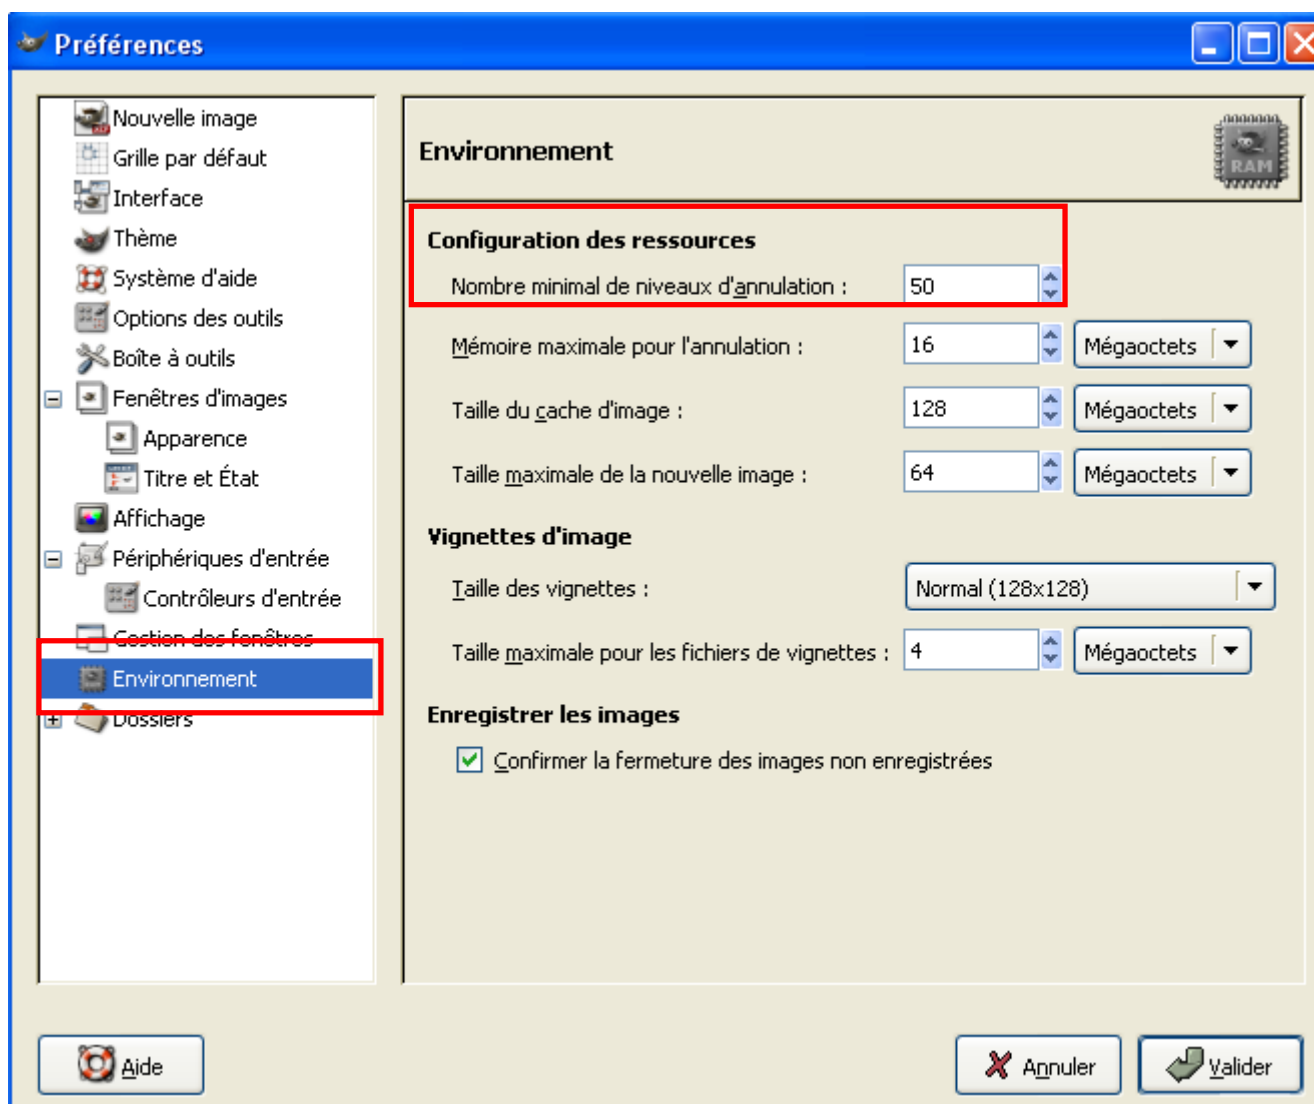 Préférences
Nouvelle image
Grille par défaut
Interface
Thème
Système d'aide
Options des outils
Boîte à outils
Fenêtres d'images
Apparence
Titre et État
Affichage
Périphériques d'entrée
Contrôleurs d'entrée
Gestion des fenêtres
Environnement
Dossiers
Environnement
RAM
Configuration des ressources
Nombre minimal de niveaux d'annulation : 50
Mémoire maximale pour l'annulation : 16 Mégaoctets
Taille du cache d'image : 128 Mégaoctets
Taille maximale de la nouvelle image : 64 Mégaoctets
Vignettes d'image
Taille des vignettes : Normal (128x128)
Taille maximale pour les fichiers de vignettes : 4 Mégaoctets
Enregistrer les images
Confirmer la fermeture des images non enregistrées
Aide
Annuler
Valider